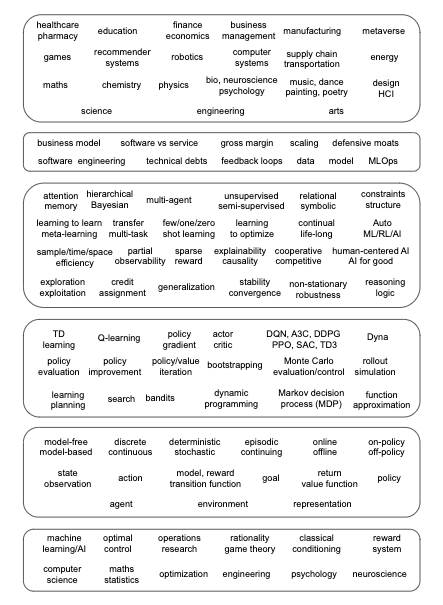 healthcare pharmacy education finance economics business management manufacturing metaverse
games recommender systems robotics computer systems supply chain transportation energy
maths chemistry physics bio, neuroscience psychology music, dance painting, poetry design HCI
science engineering arts
business model software vs service gross margin scaling defensive moats
software engineering technical debts feedback loops data model MLOps
attention memory hierarchical Bayesian multi-agent unsupervised semi-supervised relational symbolic constraints structure
learning to learn meta-learning transfer multi-task few/one/zero shot learning learning to optimize continual life-long Auto ML/RL/AI
sample/time/space efficiency partial observability sparse reward explainability causality cooperative competitive human-centered AI AI for good
exploration exploitation credit assignment generalization stability convergence non-stationary robustness reasoning logic
TD learning Q-learning policy gradient actor critic DQN, A3C, DDPG PPO, SAC, TD3 Dyna
policy evaluation policy improvement policy/value iteration bootstrapping Monte Carlo evaluation/control rollout simulation
learning planning search bandits dynamic programming Markov decision process (MDP) function approximation
model-free model-based discrete continuous deterministic stochastic episodic continuing online offline on-policy off-policy
state observation action model, reward transition function goal return value function policy
agent environment representation
machine learning/AI optimal control operations research rationality game theory classical conditioning reward system
computer science maths statistics optimization engineering psychology neuroscience